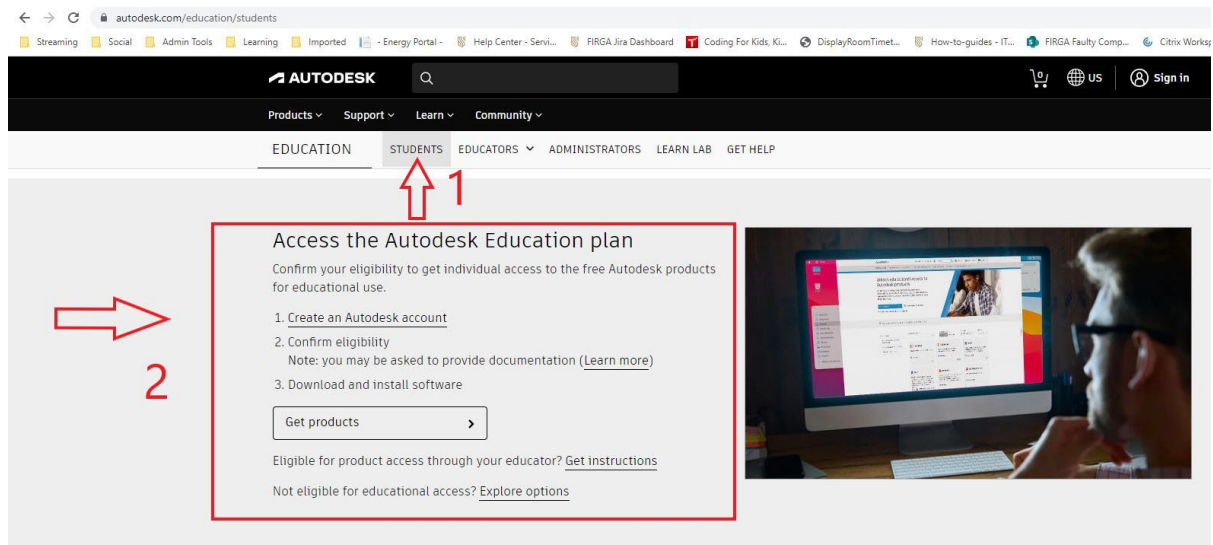 autodesk.com/education/students
Streaming Social Admin Tools Learning Imported - Energy Portal - Help Center - Servi... FIRGA Jira Dashboard Coding For Kids, Ki... DisplayRoomTimet... How-to-guides - IT... FIRGA Faulty Comp... Citrix Worksp
AUTODESK 0 US Sign in
Products Support Learn Community
EDUCATION STUDENTS EDUCATORS ADMINISTRATORS LEARN LAB GET HELP
1
Access the Autodesk Education plan
Confirm your eligibility to get individual access to the free Autodesk products
for educational use.
1. Create an Autodesk account
2. Confirm eligibility
Note: you may be asked to provide documentation (Learn more)
2
3. Download and install software
Get products
Eligible for product access through your educator? Get instructions
Not eligible for educational access? Explore options